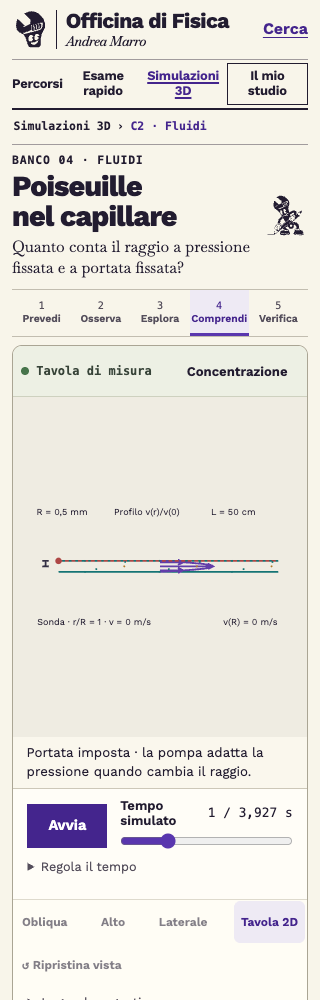 Officina di Fisica
Andrea Marro
Cerca
Percorsi
Esame rapido
Simulazioni 3D
Il mio studio
Simulazioni 3D › C2 · Fluidi
BANCO 04 · FLUIDI
Poiseuille
nel capillare
Quanto conta il raggio a pressione
fissata e a portata fissata?
1 Prevedi
2 Osserva
3 Esplora
4 Comprendi
5 Verifica
Tavola di misura
Concentrazione
R = 0,5 mm
Profilo v(r)/v(0)
L = 50 cm
Sonda · r/R = 1 · v = 0 m/s
v(R) = 0 m/s
Portata imposta · la pompa adatta la
pressione quando cambia il raggio.
Avvia
Tempo simulato
1 / 3,927 s
▶ Regola il tempo
Obliqua
Alto
Laterale
Tavola 2D
↺ Ripristina vista